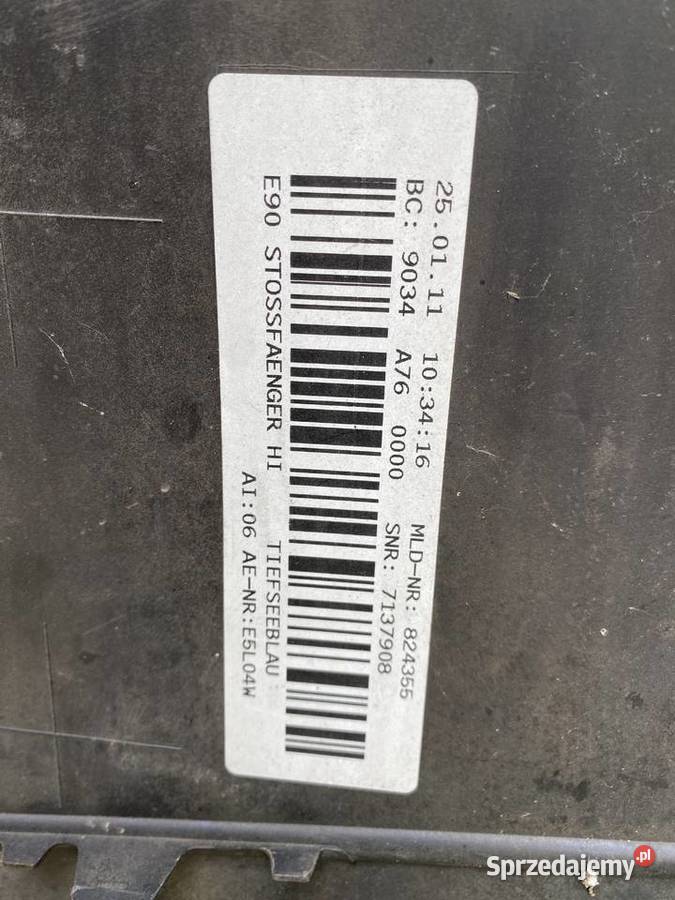 25.01.11 10:34:16 MLD-NR: 824355
BC: 9034 A76 0000 SNR: 7137908
E90 STOSSFAENGER HI TIEFSEEBLAU
AI:06 AE-NR:E5L04W
Sprzedajemy.pl